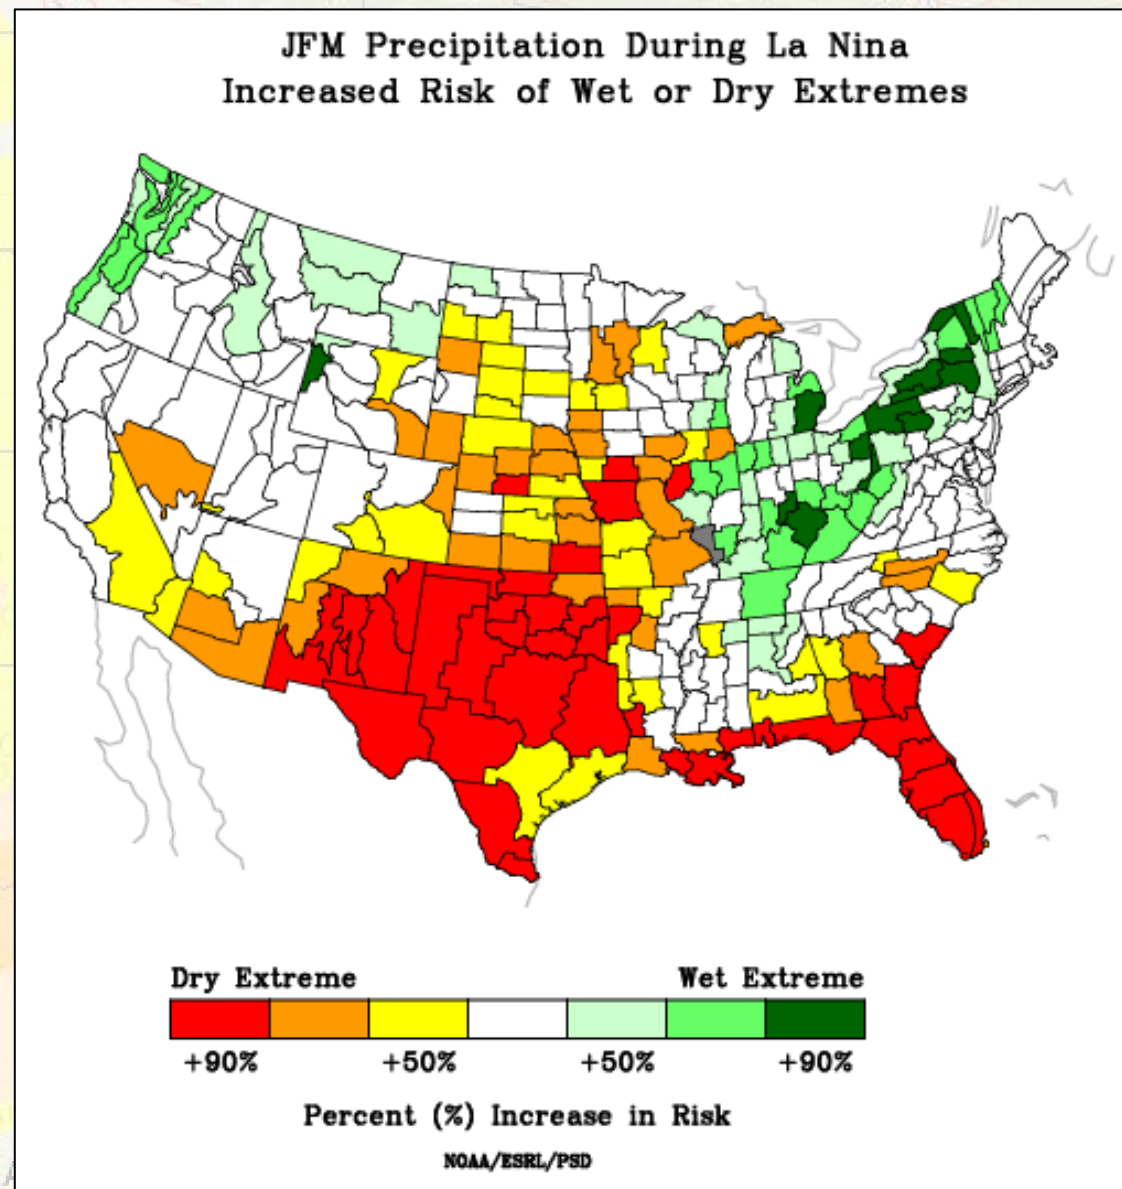 JFM Precipitation During La Nina
Increased Risk of Wet or Dry Extremes
Dry Extreme Wet Extreme
+90% +50% +50% +90%
Percent (%) Increase in Risk
NOAA/ESRL/PSD